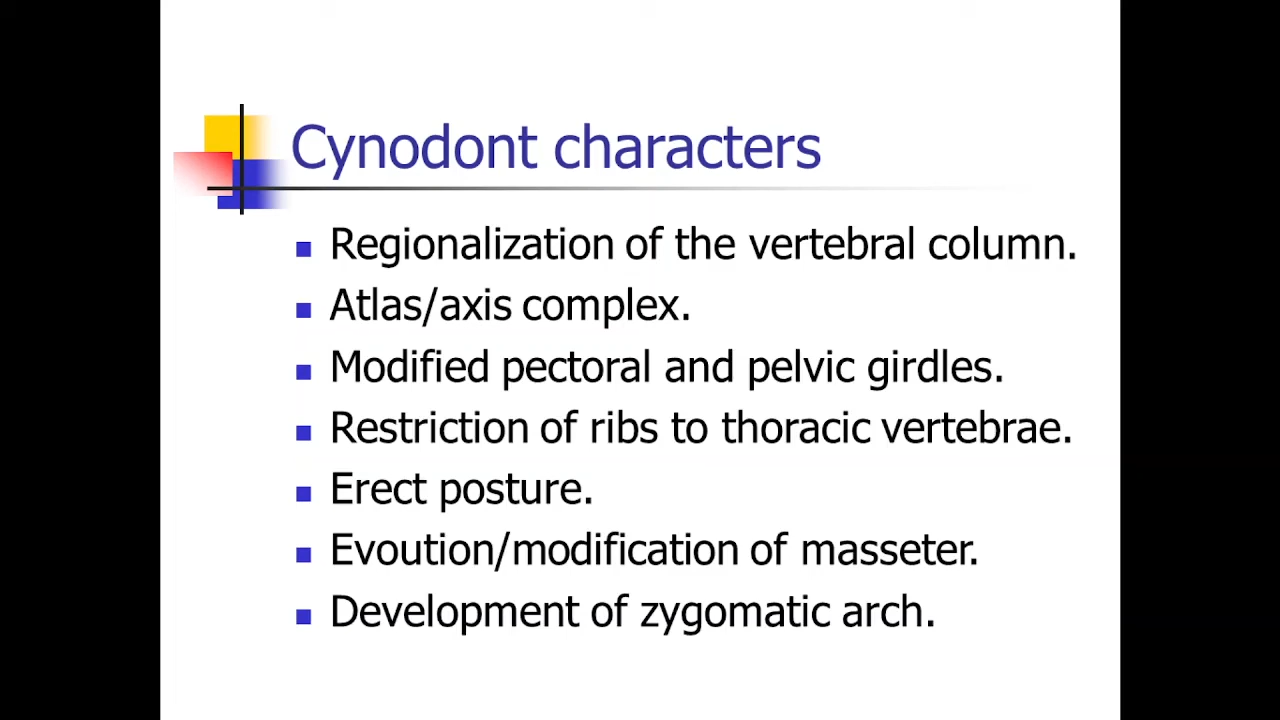 Cynodont characters
Regionalization of the vertebral column.
Atlas/axis complex.
Modified pectoral and pelvic girdles.
Restriction of ribs to thoracic vertebrae.
Erect posture.
Evoution/modification of masseter.
Development of zygomatic arch.